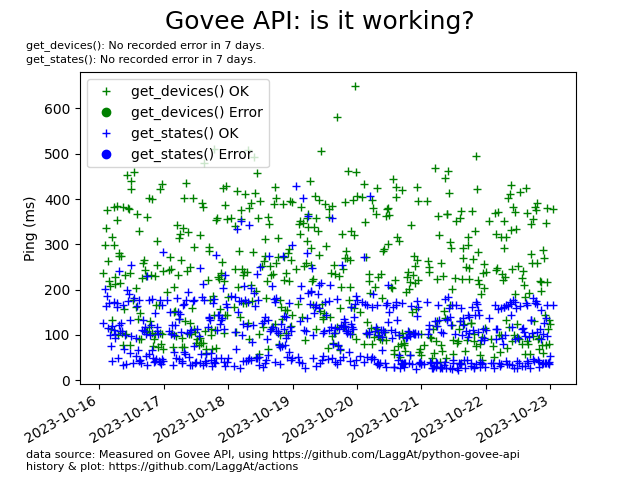 Govee API: is it working?
get_devices(): No recorded error in 7 days.
get_states(): No recorded error in 7 days.
get_devices() OK
get_devices() Error
get_states() OK
get_states() Error
Ping (ms)
600
500
400
300
200
100
0
2023-10-16
2023-10-17
2023-10-18
2023-10-19
2023-10-20
2023-10-21
2023-10-22
2023-10-23
data source: Measured on Govee API, using https://github.com/LaggAt/python-govee-api
history & plot: https://github.com/LaggAt/actions